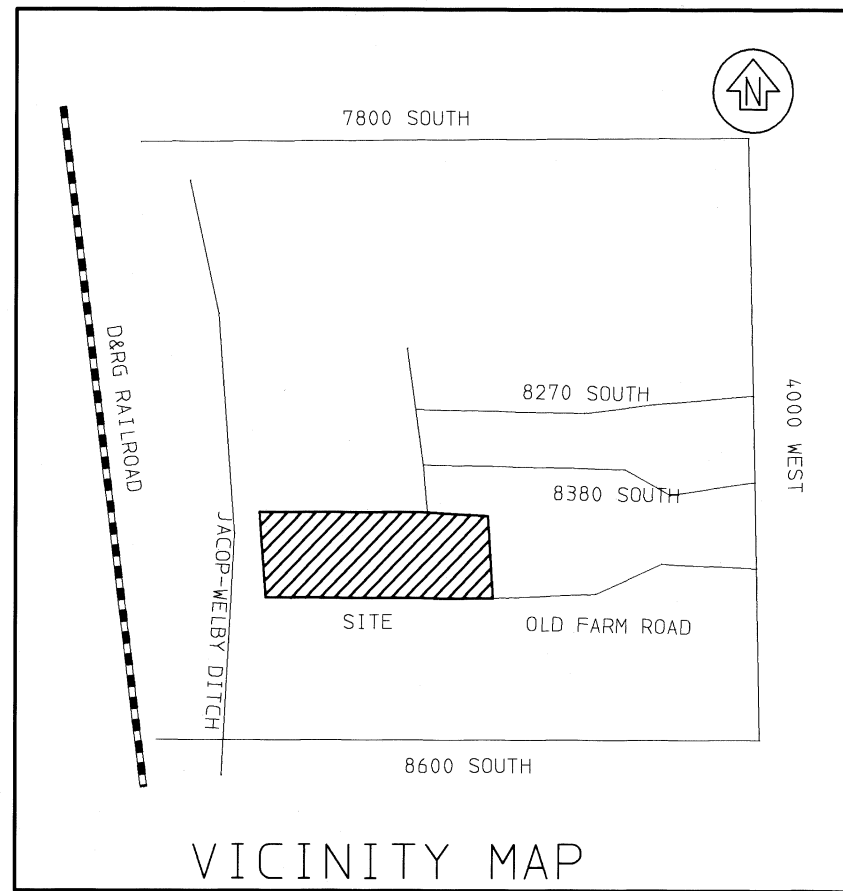 N
7800 SOUTH
D&RG RAILROAD
8270 SOUTH
4000 WEST
8380 SOUTH
JACOP-WELBY DITCH
SITE
OLD FARM ROAD
8600 SOUTH
VICINITY MAP